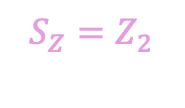 S_Z = Z_2